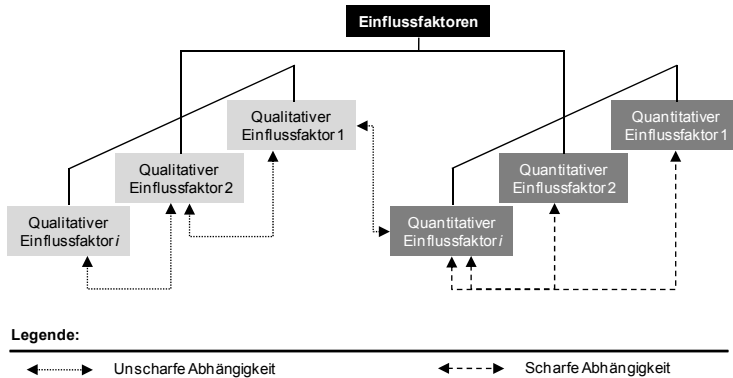 Einflussfaktoren
Qualitativer
Einflussfaktor 1
Qualitativer
Einflussfaktor 2
Qualitativer
Einflussfaktor i
Quantitativer
Einflussfaktor 1
Quantitativer
Einflussfaktor 2
Quantitativer
Einflussfaktor i
Legende:
Unscharfe Abhängigkeit
Scharfe Abhängigkeit